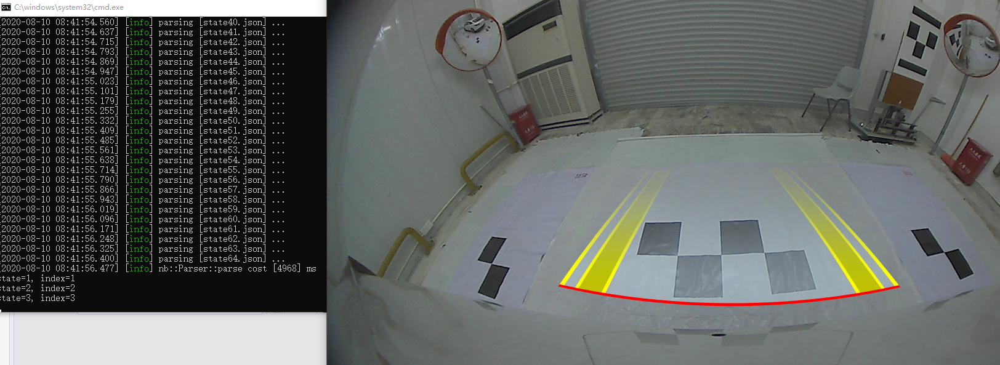 C:\windows\system32\cmd.exe
[2020-08-10 08:41:54.560] [info] parsing [state40.json] ...
[2020-08-10 08:41:54.637] [info] parsing [state41.json] ...
[2020-08-10 08:41:54.715] [info] parsing [state42.json] ...
[2020-08-10 08:41:54.793] [info] parsing [state43.json] ...
[2020-08-10 08:41:54.869] [info] parsing [state44.json] ...
[2020-08-10 08:41:54.947] [info] parsing [state45.json] ...
[2020-08-10 08:41:55.023] [info] parsing [state46.json] ...
[2020-08-10 08:41:55.101] [info] parsing [state47.json] ...
[2020-08-10 08:41:55.179] [info] parsing [state48.json] ...
[2020-08-10 08:41:55.255] [info] parsing [state49.json] ...
[2020-08-10 08:41:55.332] [info] parsing [state50.json] ...
[2020-08-10 08:41:55.409] [info] parsing [state51.json] ...
[2020-08-10 08:41:55.485] [info] parsing [state52.json] ...
[2020-08-10 08:41:55.561] [info] parsing [state53.json] ...
[2020-08-10 08:41:55.638] [info] parsing [state54.json] ...
[2020-08-10 08:41:55.714] [info] parsing [state55.json] ...
[2020-08-10 08:41:55.790] [info] parsing [state56.json] ...
[2020-08-10 08:41:55.866] [info] parsing [state57.json] ...
[2020-08-10 08:41:55.943] [info] parsing [state58.json] ...
[2020-08-10 08:41:56.019] [info] parsing [state59.json] ...
[2020-08-10 08:41:56.096] [info] parsing [state60.json] ...
[2020-08-10 08:41:56.171] [info] parsing [state61.json] ...
[2020-08-10 08:41:56.248] [info] parsing [state62.json] ...
[2020-08-10 08:41:56.325] [info] parsing [state63.json] ...
[2020-08-10 08:41:56.400] [info] parsing [state64.json] ...
[2020-08-10 08:41:56.477] [info] nb::Parser::parse cost [4968] ms
state=1, index=1
state=2, index=2
state=3, index=3